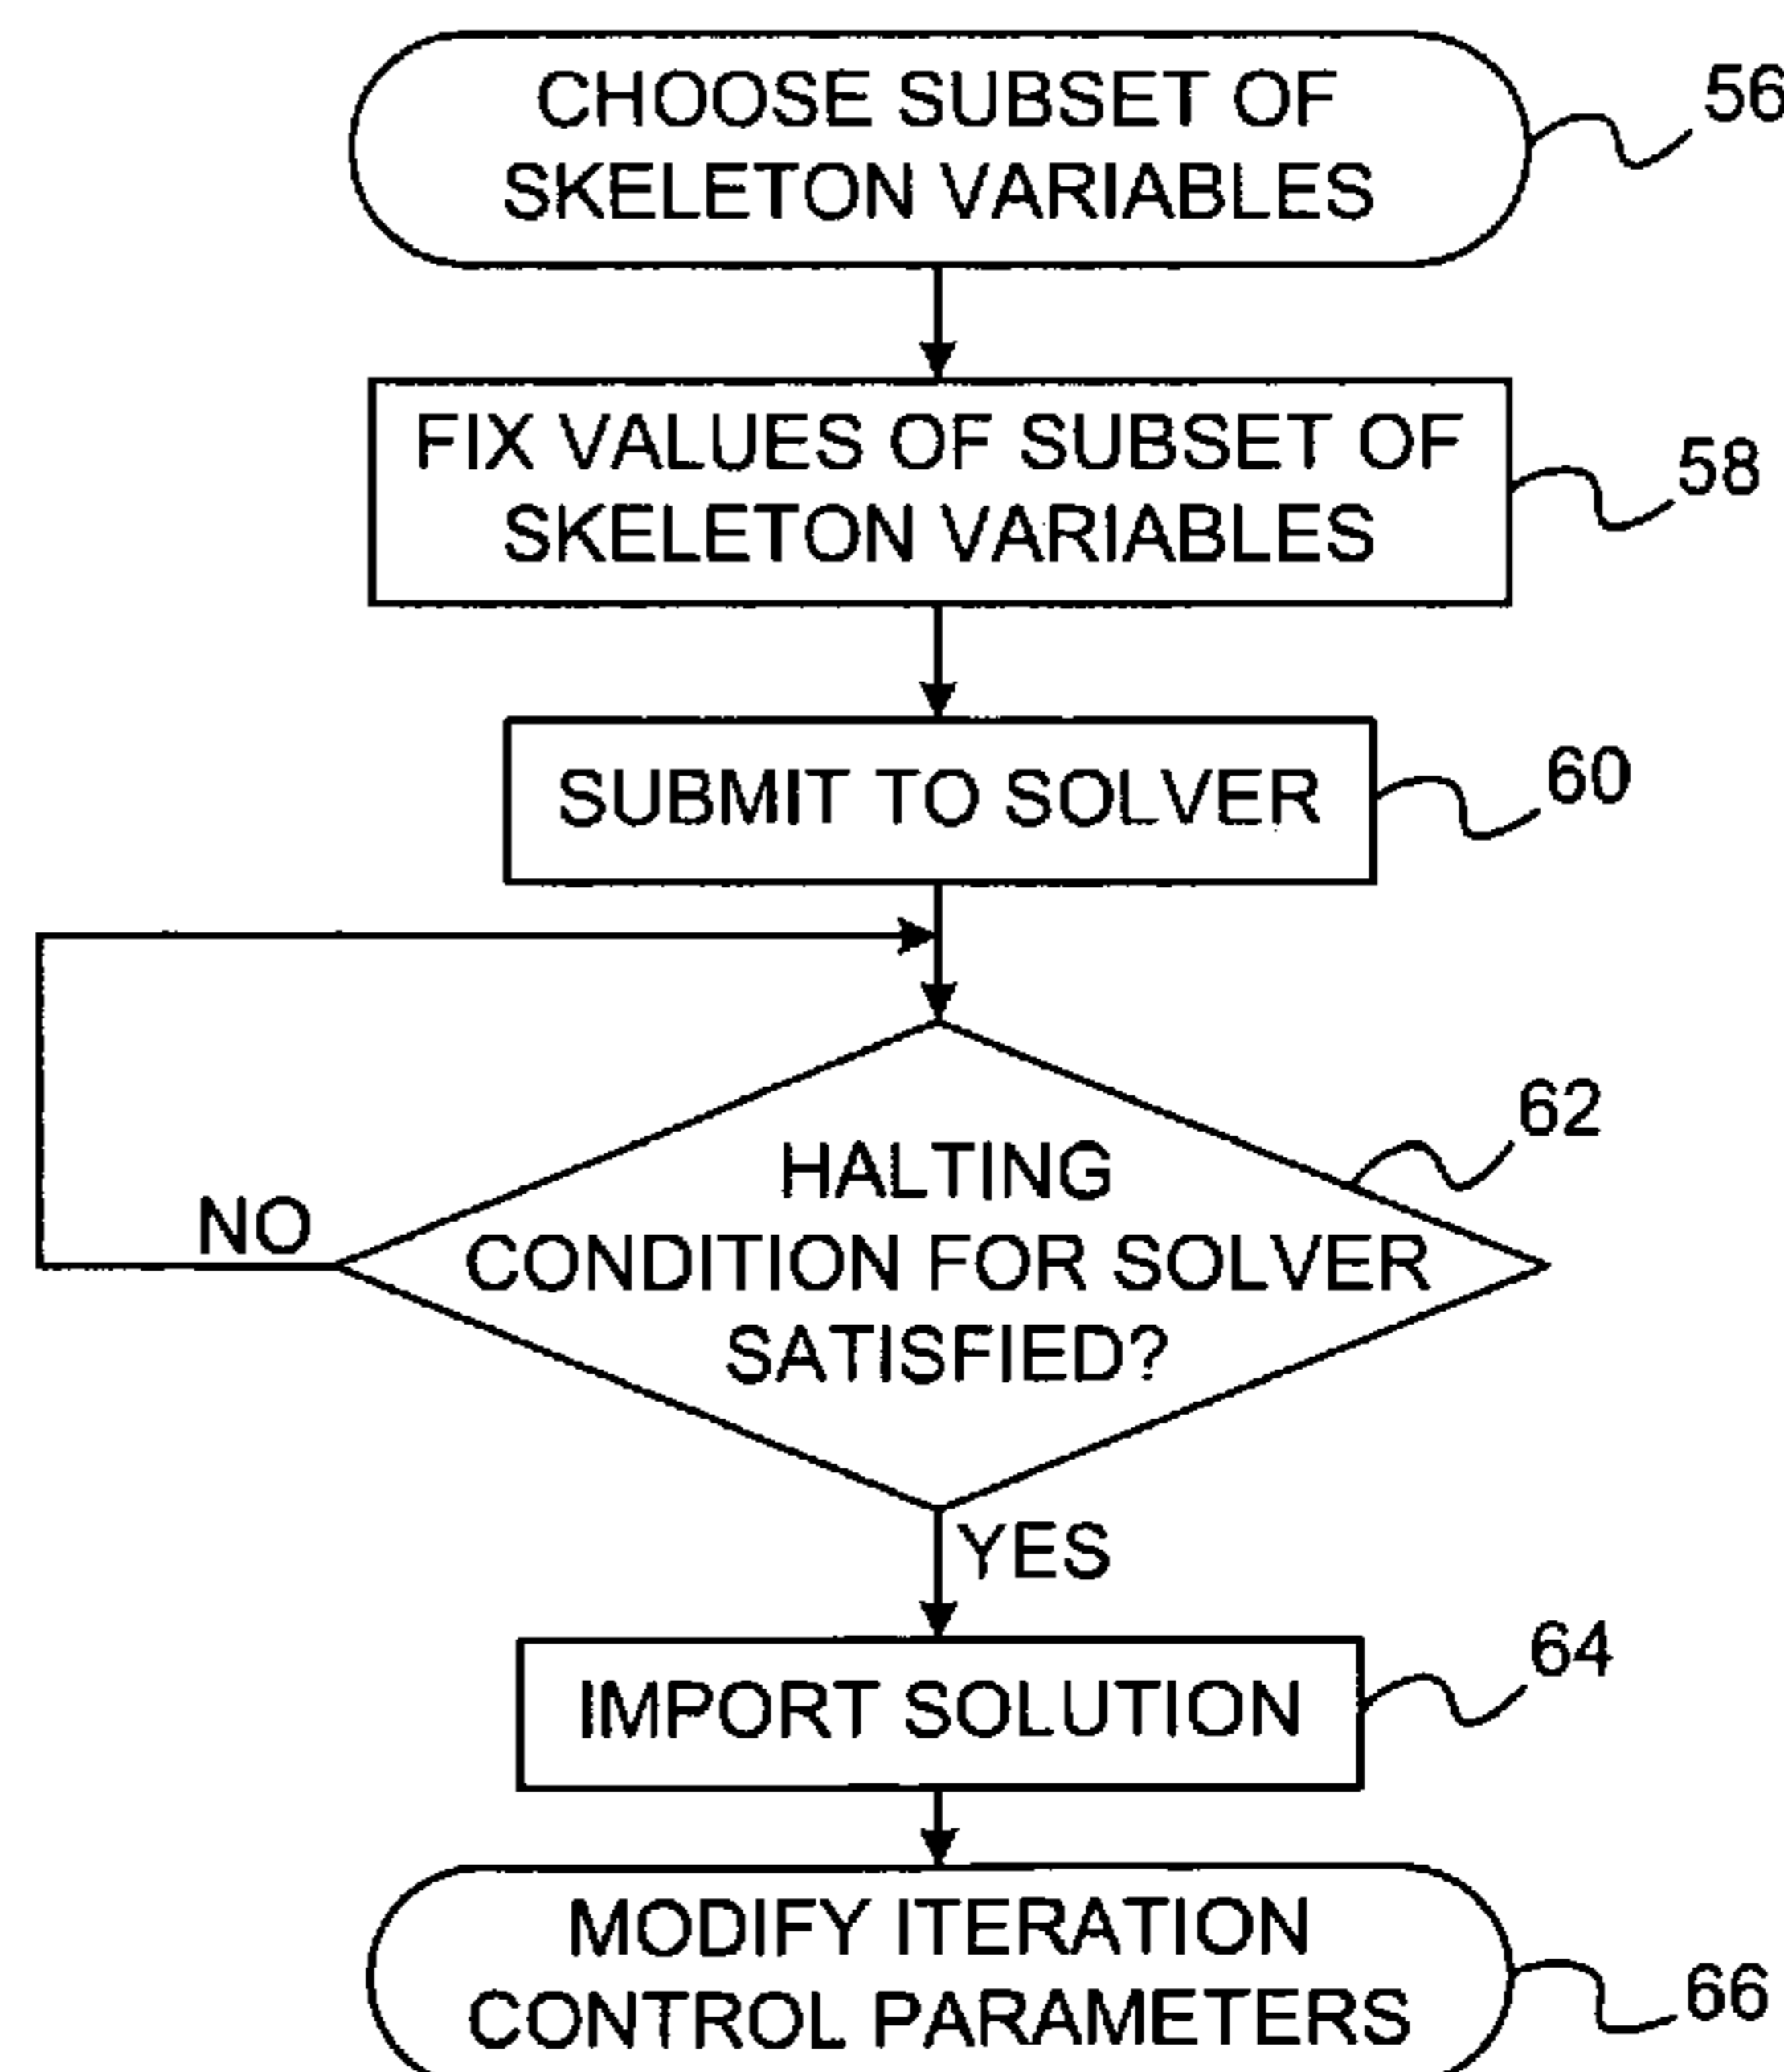 CHOOSE SUBSET OF
SKELETON VARIABLES
56
FIX VALUES OF SUBSET OF
SKELETON VARIABLES
58
SUBMIT TO SOLVER
60
62
HALTING
CONDITION FOR SOLVER
SATISFIED?
NO
YES
IMPORT SOLUTION
64
MODIFY ITERATION
CONTROL PARAMETERS
66